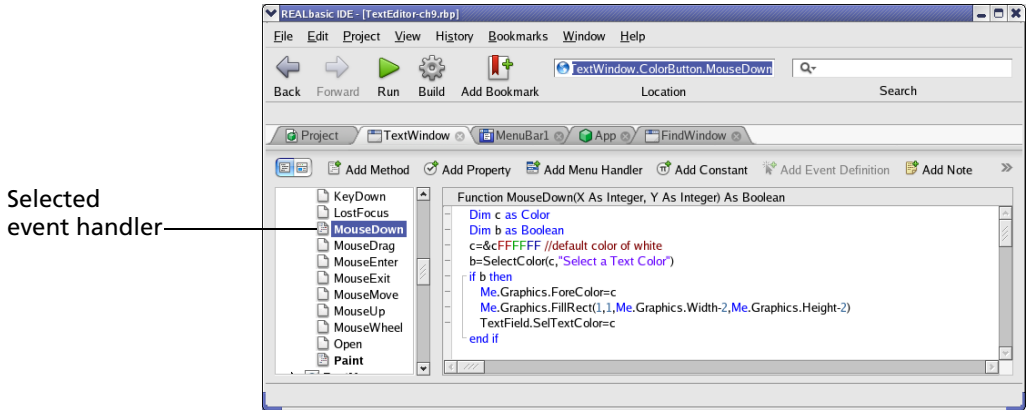 REALbasic IDE - [TextEditor-ch9.rbp]
File Edit Project View History Bookmarks Window Help
TextWindow.ColorButton.MouseDown
Back Forward Run Build Add Bookmark Location Search
Project TextWindow MenuBar1 App FindWindow
Add Method Add Property Add Menu Handler Add Constant Add Event Definition Add Note »
Selected
event handler
KeyDown
LostFocus
MouseDown
MouseDrag
MouseEnter
MouseExit
MouseMove
MouseUp
MouseWheel
Open
Paint
Function MouseDown(X As Integer, Y As Integer) As Boolean
Dim c as Color
Dim b as Boolean
c=&cFFFFFF //default color of white
b=SelectColor(c,"Select a Text Color")
if b then
Me.Graphics.ForeColor=c
Me.Graphics.FillRect(1,1,Me.Graphics.Width-2,Me.Graphics.Height-2)
TextField.SelTextColor=c
end if